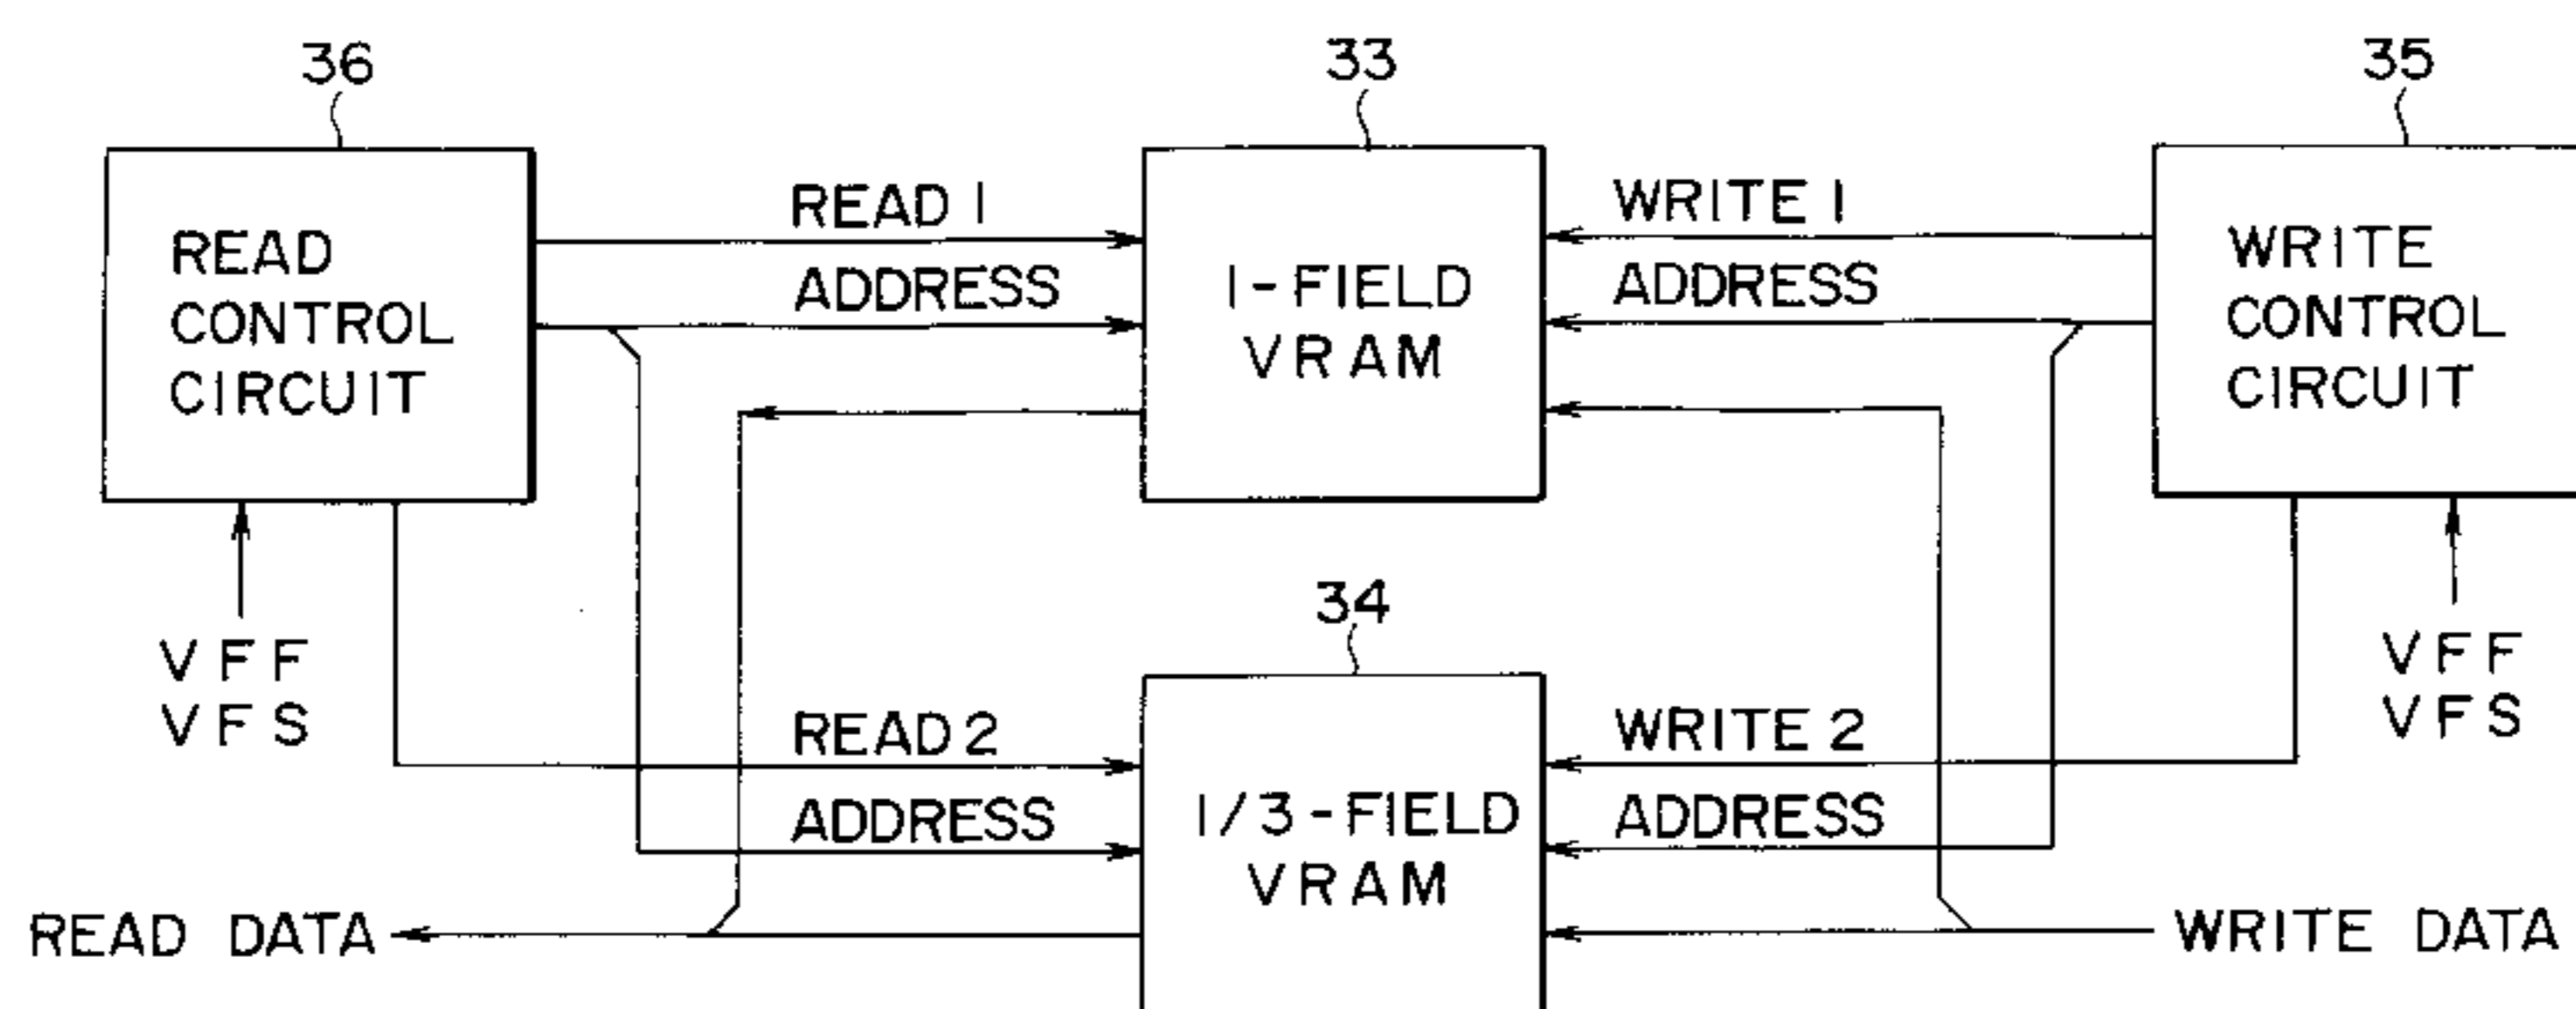 36
33
35
READ
CONTROL
CIRCUIT
READ 1
ADDRESS
1-FIELD
VRAM
WRITE 1
ADDRESS
WRITE
CONTROL
CIRCUIT
VFF
VFS
34
VFF
VFS
READ 2
ADDRESS
1/3-FIELD
VRAM
WRITE 2
ADDRESS
READ DATA
WRITE DATA